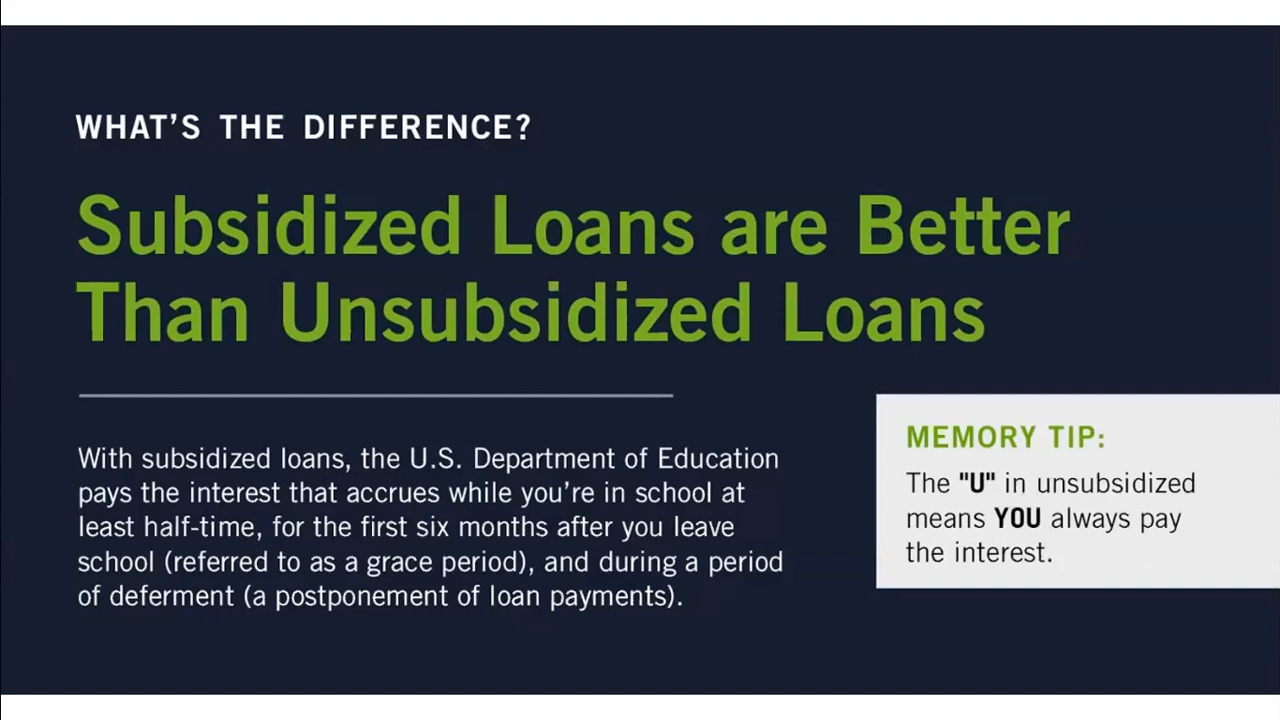 WHAT'S THE DIFFERENCE?
Subsidized Loans are Better
Than Unsubsidized Loans
With subsidized loans, the U.S. Department of Education
pays the interest that accrues while you're in school at
least half-time, for the first six months after you leave
school (referred to as a grace period), and during a period
of deferment (a postponement of loan payments).
MEMORY TIP:
The "U" in unsubsidized
means YOU always pay
the interest.